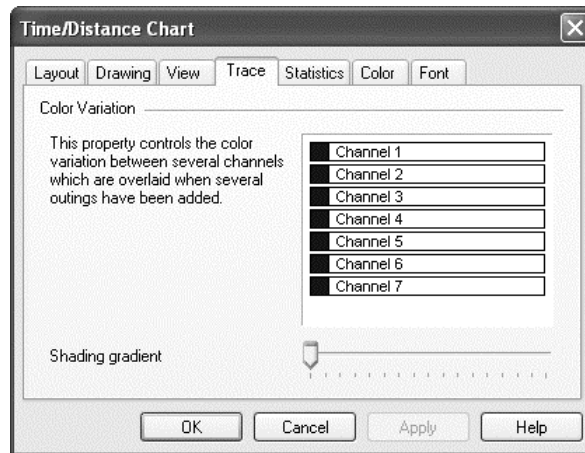 Time/Distance Chart
Layout Drawing View Trace Statistics Color Font
Color Variation
This property controls the color
variation between several channels
which are overlaid when several
outings have been added.
Channel 1
Channel 2
Channel 3
Channel 4
Channel 5
Channel 6
Channel 7
Shading gradient
OK Cancel Apply Help